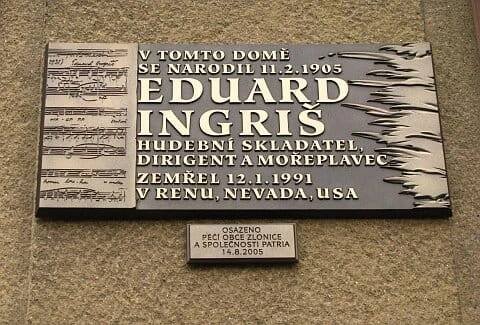 V TOMTO DOMĚ
SE NARODIL 11.2.1905
EDUARD
INGRIŠ
HUDEBNÍ SKLADATEL,
DIRIGENT A MOŘEPLAVEC
ZEMŘEL 12.1.1991
V RENU, NEVADA, USA
OSAZENO
PÉČÍ OBCE ZLONICE
A SPOLEČNOSTI PATRIA
14.8.2005